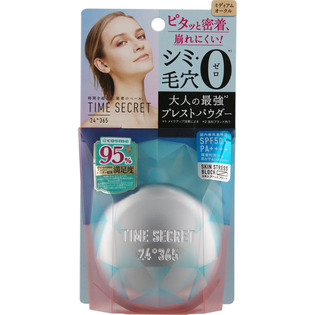 ミディアム
オークル
ピタッと密着、
崩れにくい!
シミ・毛穴0
ゼロ
大人の最強
プレストパウダー
TIME SECRET
24*365
@cosme
95%
満足度
SPF50
PA+++
SKIN STRESS
BLOCK
TIME SECRET
24*365